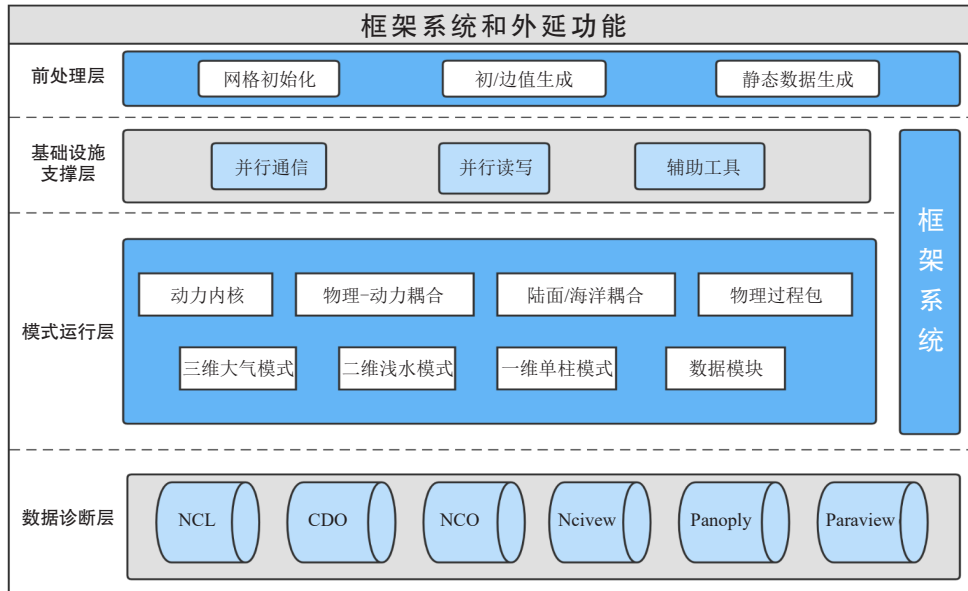 框架系统和外延功能
前处理层
网格初始化
初/边值生成
静态数据生成
基础设施
支撑层
并行通信
并行读写
辅助工具
框架系统
模式运行层
动力内核
物理-动力耦合
陆面/海洋耦合
物理过程包
三维大气模式
二维浅水模式
一维单柱模式
数据模块
数据诊断层
NCL
CDO
NCO
Ncivew
Panoply
Paraview